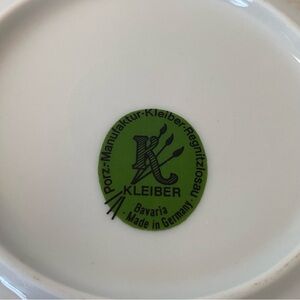 Porz.-Manufaktur-Kleiber-Regnitzlosau
K
KLEIBER
Bavaria
- Made in Germany -